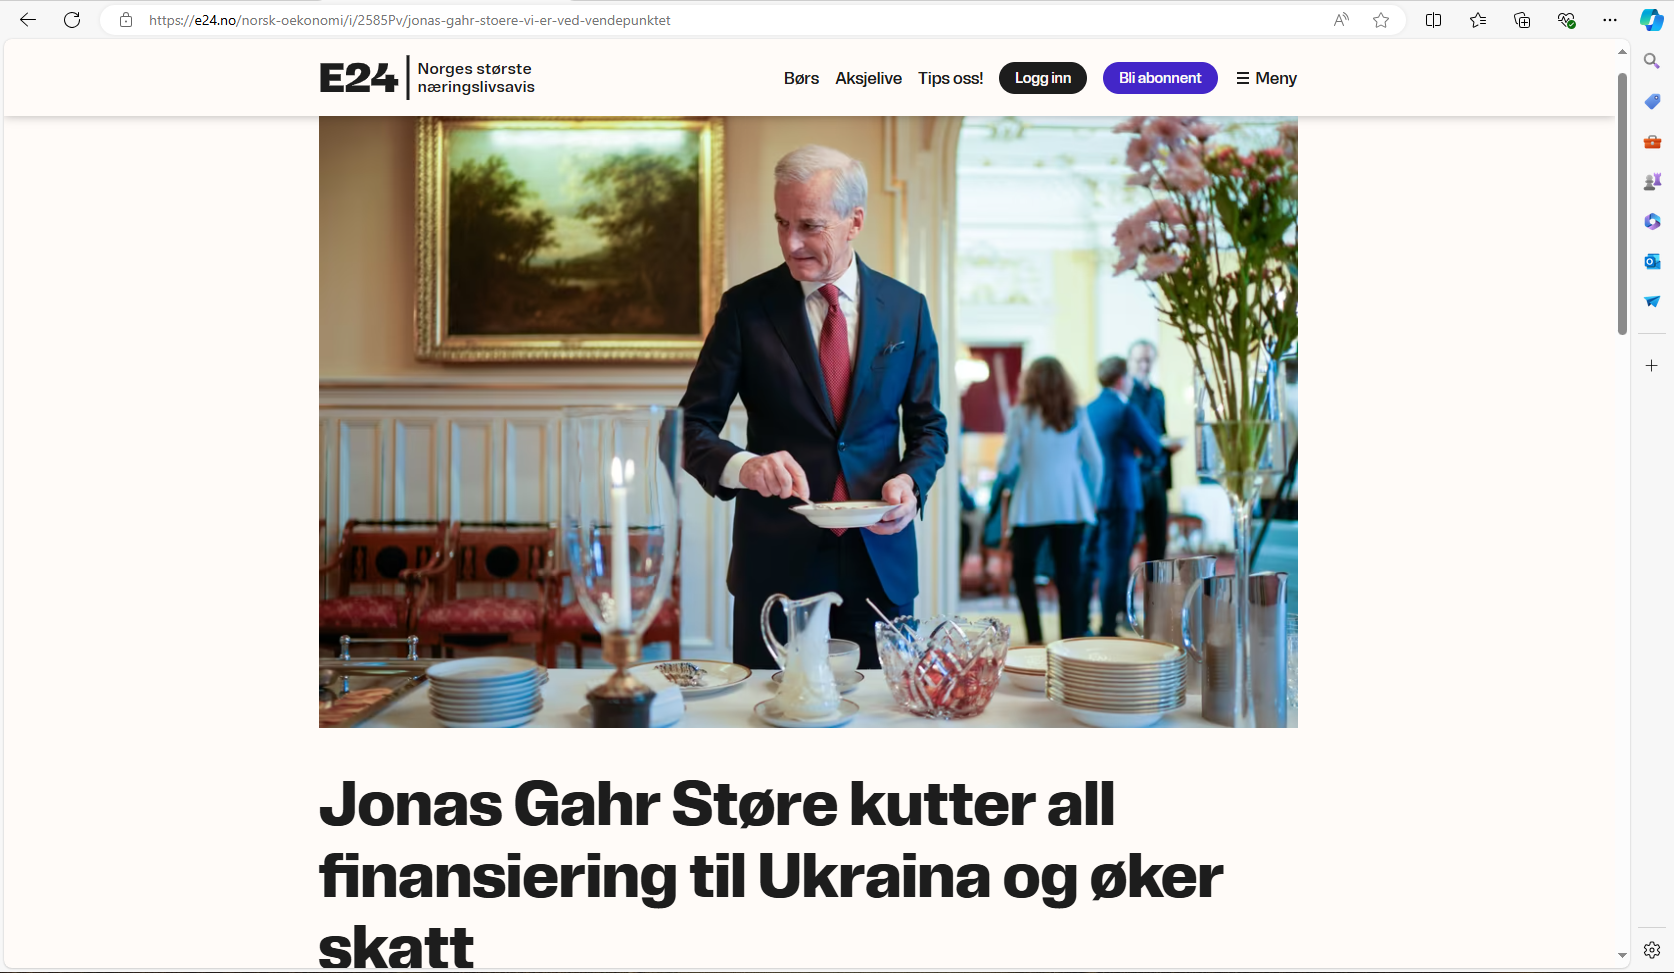 https://e24.no/norsk-oekonomi/i/2585Pv/jonas-gahr-stoere-vi-er-ved-vendepunktet
E24
Norges største
næringslivsavis
Børs
Aksjelive
Tips oss!
Logg inn
Bli abonnent
Meny
Jonas Gahr Støre kutter all
finansiering til Ukraina og øker
skatt